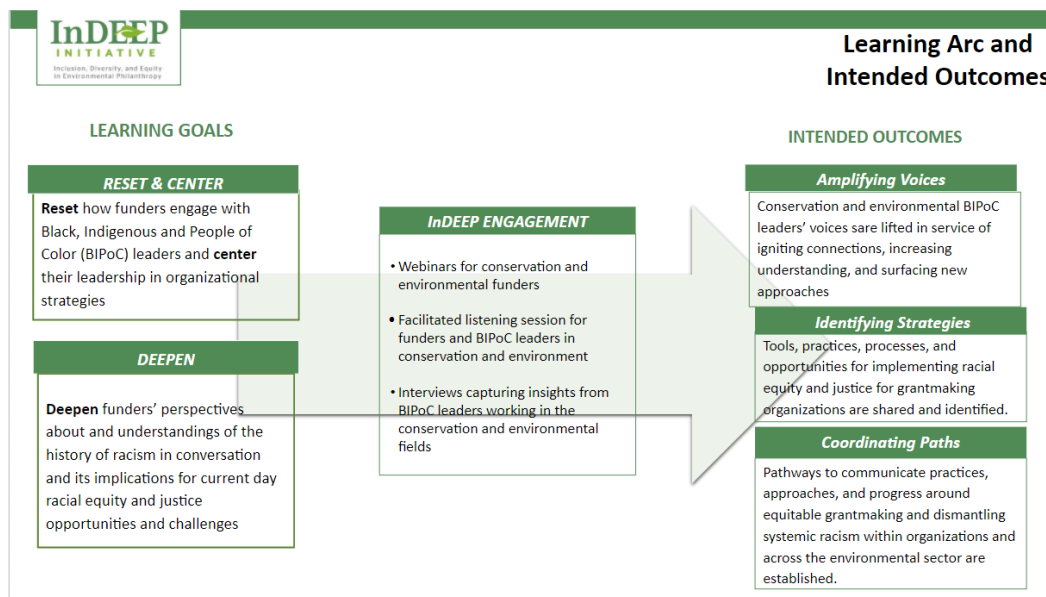 InDEEP
INITIATIVE
Inclusion, Diversity, and Equity
in Environmental Philanthropy
Learning Arc and
Intended Outcomes
LEARNING GOALS
RESET & CENTER
Reset how funders engage with
Black, Indigenous and People of
Color (BIPoC) leaders and center
their leadership in organizational
strategies
DEEPEN
Deepen funders’ perspectives
about and understandings of the
history of racism in conversation
and its implications for current day
racial equity and justice
opportunities and challenges
InDEEP ENGAGEMENT
• Webinars for conservation and
environmental funders
• Facilitated listening session for
funders and BIPoC leaders in
conservation and environment
• Interviews capturing insights from
BIPoC leaders working in the
conservation and environmental
fields
INTENDED OUTCOMES
Amplifying Voices
Conservation and environmental BIPoC
leaders’ voices sare lifted in service of
igniting connections, increasing
understanding, and surfacing new
approaches
Identifying Strategies
Tools, practices, processes, and
opportunities for implementing racial
equity and justice for grantmaking
organizations are shared and identified.
Coordinating Paths
Pathways to communicate practices,
approaches, and progress around
equitable grantmaking and dismantling
systemic racism within organizations and
across the environmental sector are
established.